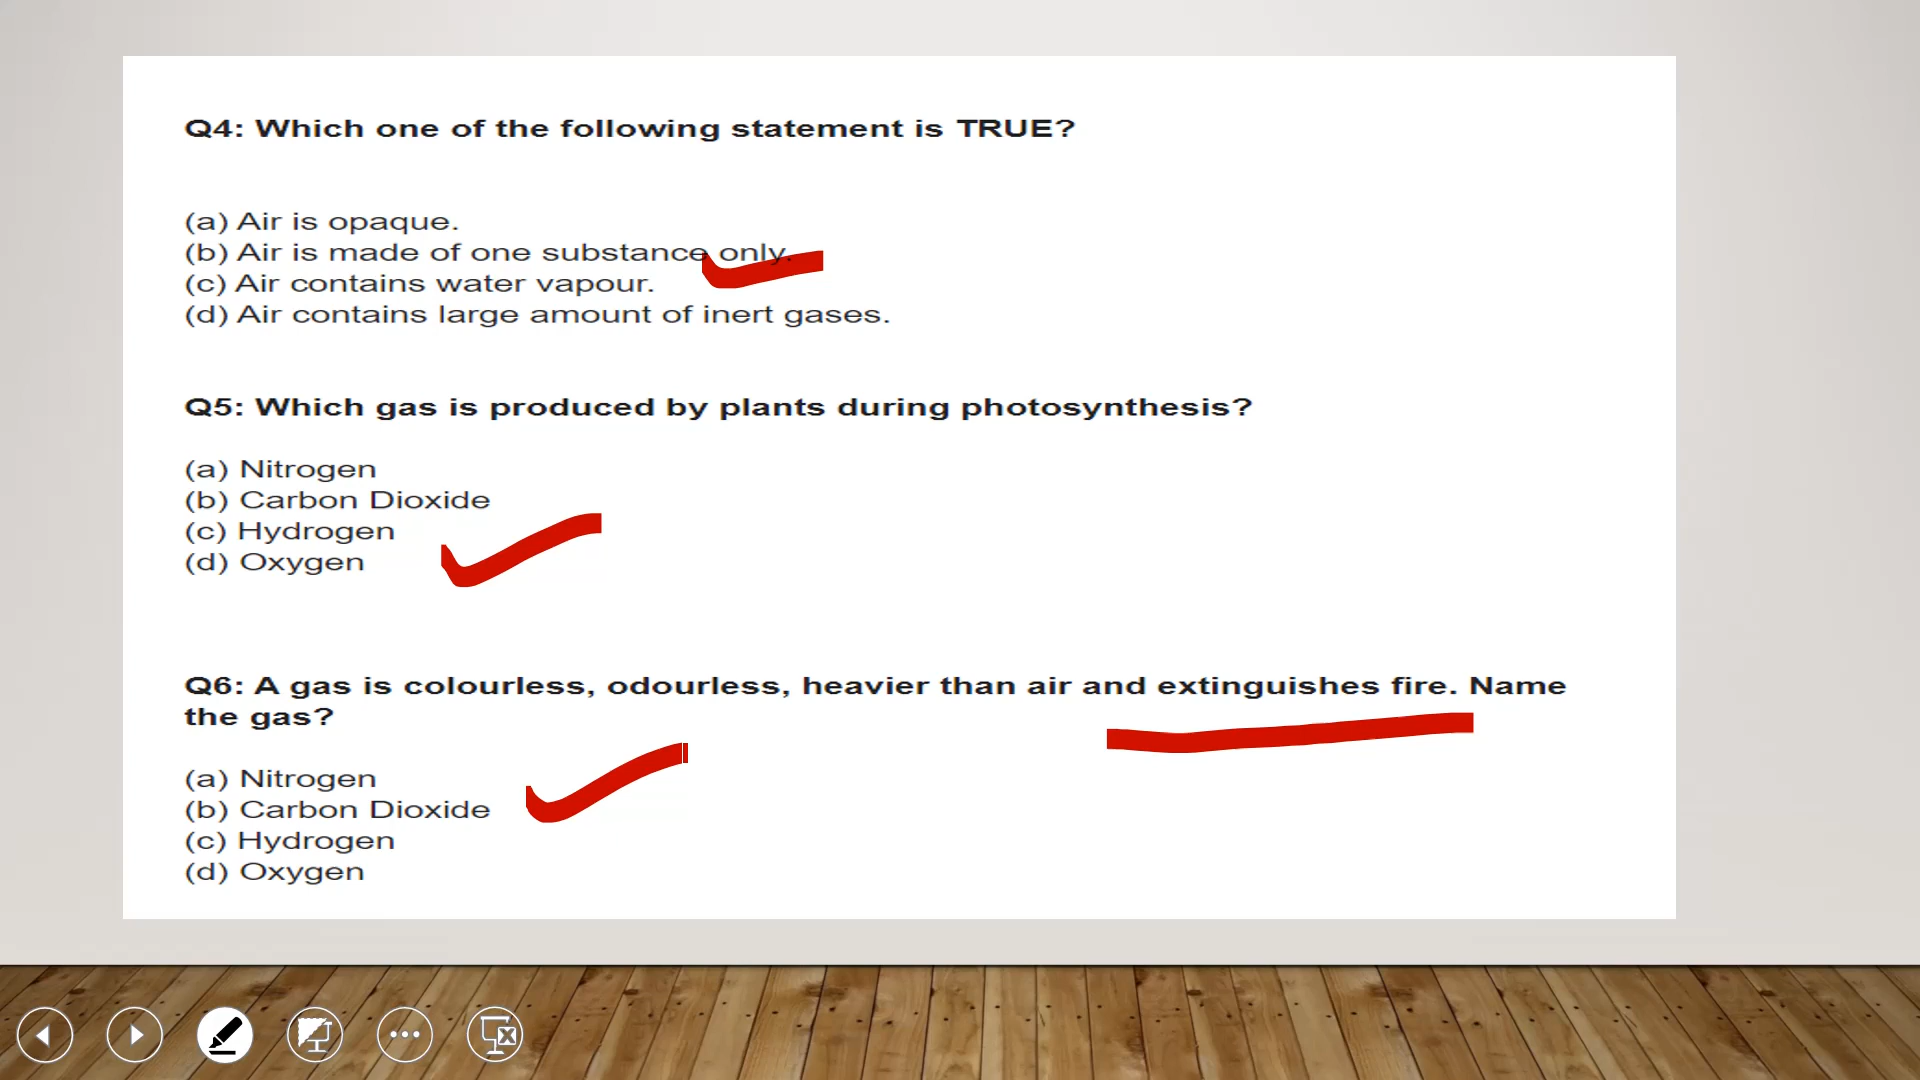 Q4: Which one of the following statement is TRUE?
(a) Air is opaque.
(b) Air is made of one substance only.
(c) Air contains water vapour.
(d) Air contains large amount of inert gases.
Q5: Which gas is produced by plants during photosynthesis?
(a) Nitrogen
(b) Carbon Dioxide
(c) Hydrogen
(d) Oxygen
Q6: A gas is colourless, odourless, heavier than air and extinguishes fire. Name
the gas?
(a) Nitrogen
(b) Carbon Dioxide
(c) Hydrogen
(d) Oxygen